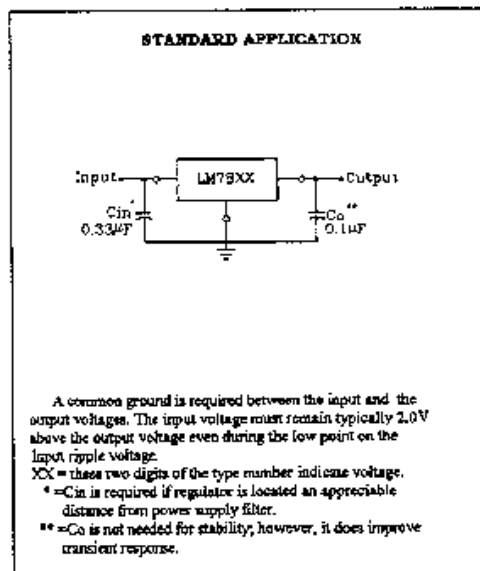 STANDARD APPLICATION
Input
LM78XX
Output
Cin*
0.33µF
Co**
0.1µF
A common ground is required between the input and the
output voltages. The input voltage must remain typically 2.0V
above the output voltage even during the low point on the
Input ripple voltage.
XX = these two digits of the type number indicate voltage.
* =Cin is required if regulator is located an appreciable
distance from power supply filter.
** =Co is not needed for stability; however, it does improve
transient response.